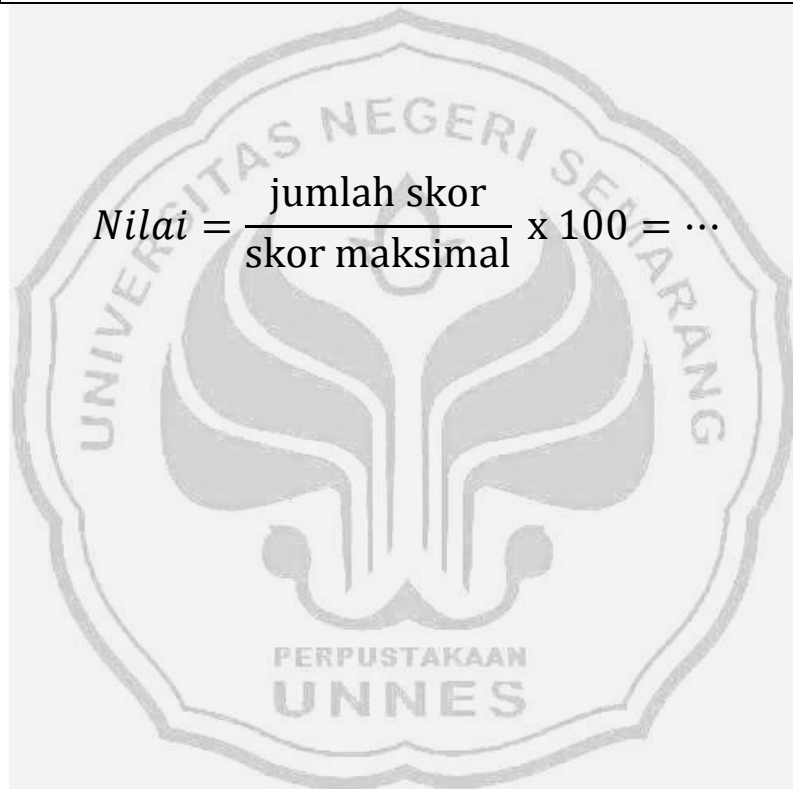 UNIVERSITAS NEGERI SEMARANG
Nilai = jumlah skor / skor maksimal x 100 = ⋯
PERPUSTAKAAN
UNNES